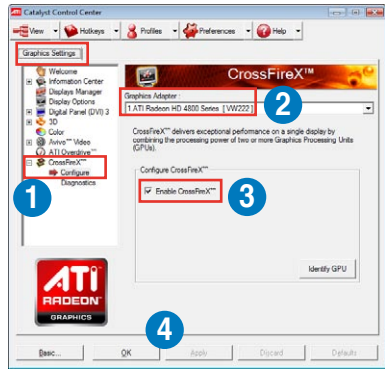 Catalyst Control Center
View Hotkeys Profiles Preferences Help
Graphics Settings
Welcome
Information Center
Displays Manager
Display Options
Digital Panel (DVI) 3
3D
Color
Avivo™ Video
ATI Overdrive™
CrossFireX™
Configure
Diagnostics
1
CrossFireX™
Graphics Adapter :
1.ATI Radeon HD 4800 Series [ VW222 ]
2
CrossFireX™ delivers exceptional performance on a single display by
combining the processing power of two or more Graphics Processing Units
(GPUs).
Configure CrossFireX™
Enable CrossFireX™
3
Identify GPU
ATI
RADEON
GRAPHICS
4
Basic... OK Apply Discard Defaults